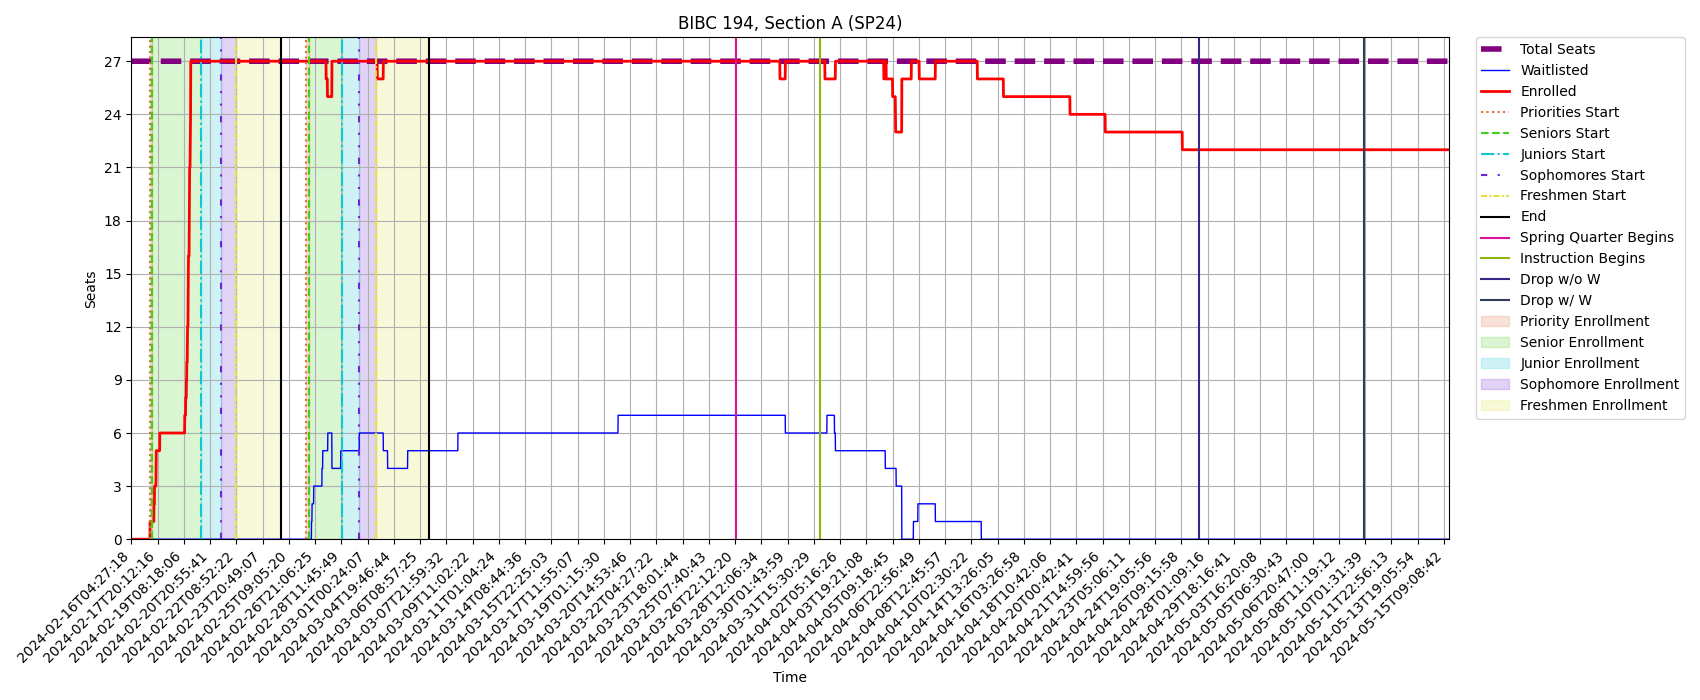 BIBC 194, Section A (SP24)
Seats
27
24
21
18
15
12
9
6
3
0
2024-02-16T04:27:18
2024-02-17T20:12:16
2024-02-19T08:18:06
2024-02-20T20:55:41
2024-02-22T08:52:22
2024-02-23T20:49:07
2024-02-25T09:05:20
2024-02-26T21:06:25
2024-02-28T11:45:49
2024-03-01T00:24:07
2024-03-04T19:46:44
2024-03-06T08:57:25
2024-03-07T21:59:32
2024-03-09T11:02:22
2024-03-11T01:04:24
2024-03-14T08:44:36
2024-03-15T22:25:03
2024-03-17T11:55:07
2024-03-19T01:15:30
2024-03-20T14:53:46
2024-03-22T04:27:22
2024-03-23T18:01:44
2024-03-25T07:40:43
2024-03-26T22:12:20
2024-03-28T12:06:34
2024-03-30T01:43:59
2024-03-31T15:30:29
2024-04-02T05:16:26
2024-04-03T19:21:08
2024-04-05T09:18:45
2024-04-06T22:56:49
2024-04-08T12:45:57
2024-04-10T02:30:22
2024-04-14T13:26:05
2024-04-16T03:26:58
2024-04-18T10:42:06
2024-04-20T00:42:41
2024-04-21T14:59:56
2024-04-23T05:06:11
2024-04-24T19:05:56
2024-04-26T09:15:58
2024-04-28T01:09:16
2024-04-29T18:16:41
2024-05-03T16:20:08
2024-05-05T06:30:43
2024-05-06T20:47:00
2024-05-08T11:19:12
2024-05-10T01:31:39
2024-05-11T22:56:13
2024-05-13T19:05:54
2024-05-15T09:08:42
Time
Total Seats
Waitlisted
Enrolled
Priorities Start
Seniors Start
Juniors Start
Sophomores Start
Freshmen Start
End
Spring Quarter Begins
Instruction Begins
Drop w/o W
Drop w/ W
Priority Enrollment
Senior Enrollment
Junior Enrollment
Sophomore Enrollment
Freshmen Enrollment